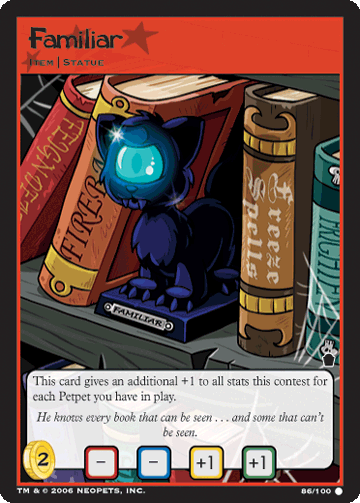 Familiar
Item | Statue
Freeze
Spells
FAMILIAR
This card gives an additional +1 to all stats this contest for
each Petpet you have in play.
He knows every book that can be seen . . . and some that can't
be seen.
2
–
–
+1
+1
TM & © 2006 NEOPETS, INC.
86/100